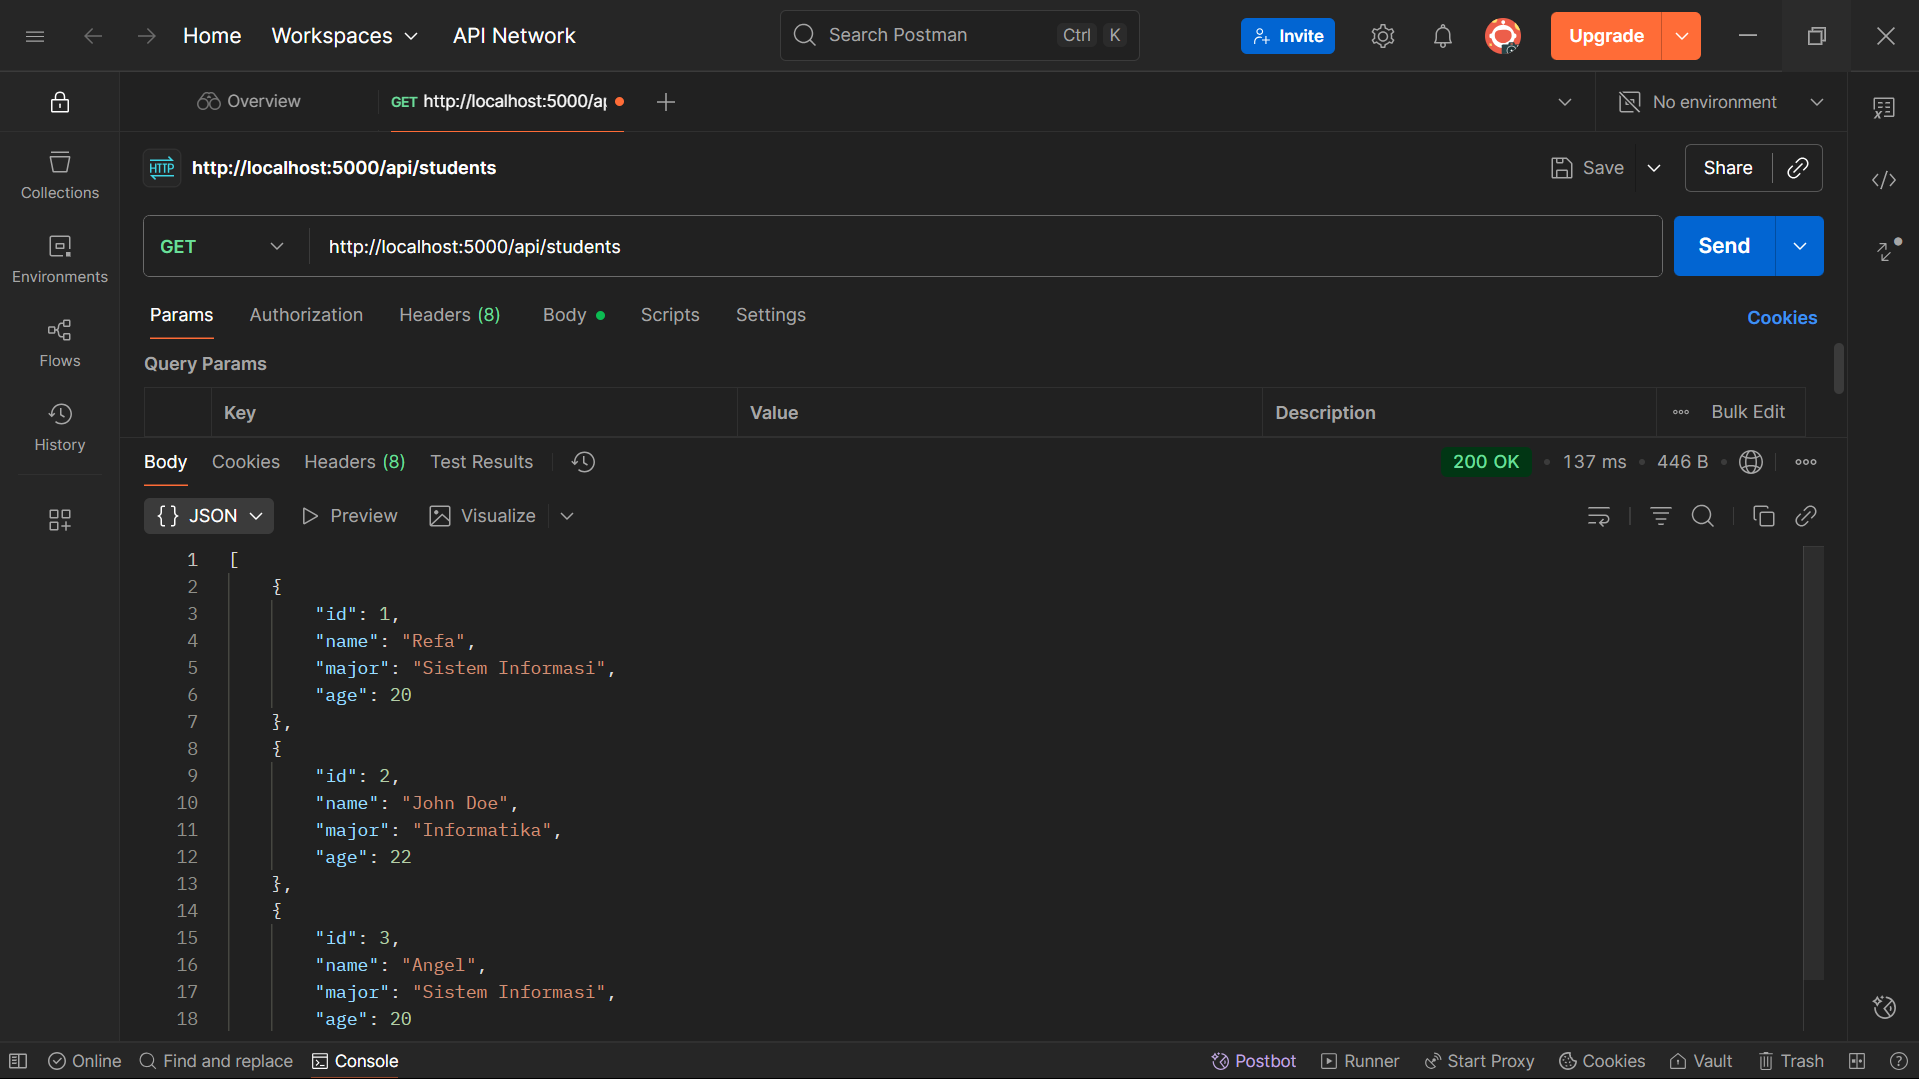 Home Workspaces API Network Search Postman Ctrl K Invite Upgrade
Overview GET http://localhost:5000/ap No environment
HTTP http://localhost:5000/api/students Save Share
GET http://localhost:5000/api/students Send
Params Authorization Headers (8) Body Scripts Settings Cookies
Query Params
Key Value Description Bulk Edit
Body Cookies Headers (8) Test Results 200 OK • 137 ms • 446 B
{} JSON Preview Visualize
1 [
2 {
3 "id": 1,
4 "name": "Refa",
5 "major": "Sistem Informasi",
6 "age": 20
7 },
8 {
9 "id": 2,
10 "name": "John Doe",
11 "major": "Informatika",
12 "age": 22
13 },
14 {
15 "id": 3,
16 "name": "Angel",
17 "major": "Sistem Informasi",
18 "age": 20
Collections
Environments
Flows
History
Online Find and replace Console Postbot Runner Start Proxy Cookies Vault Trash